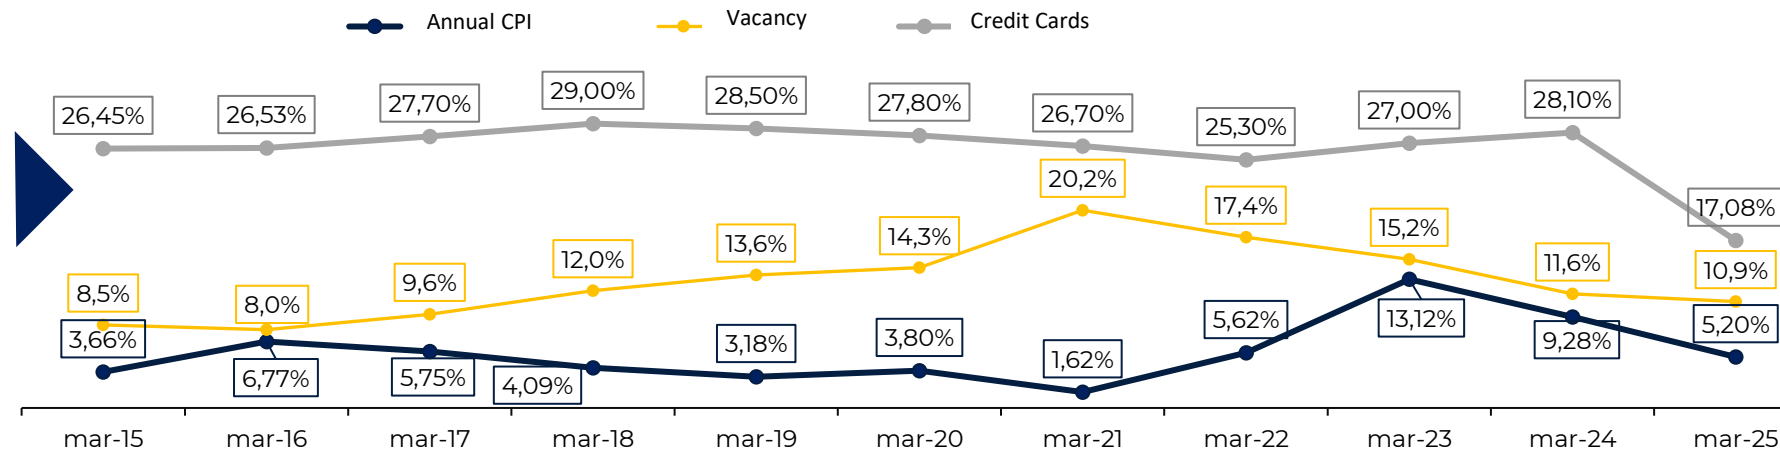 Annual CPI Vacancy Credit Cards
26,45% 26,53% 27,70% 29,00% 28,50% 27,80% 26,70% 25,30% 27,00% 28,10% 17,08%
8,5% 8,0% 9,6% 12,0% 13,6% 14,3% 20,2% 17,4% 15,2% 11,6% 10,9%
3,66% 6,77% 5,75% 4,09% 3,18% 3,80% 1,62% 5,62% 13,12% 9,28% 5,20%
mar-15 mar-16 mar-17 mar-18 mar-19 mar-20 mar-21 mar-22 mar-23 mar-24 mar-25